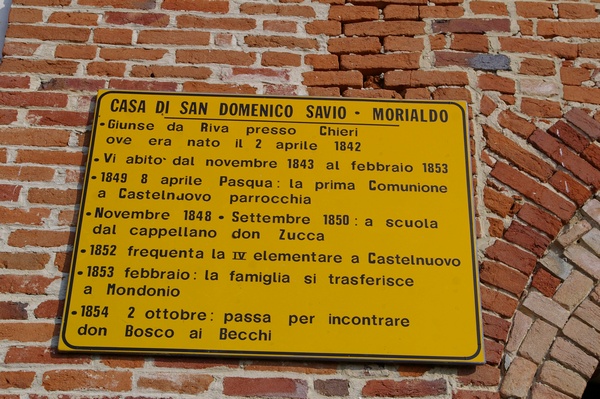 CASA DI SAN DOMENICO SAVIO - MORIALDO
• Giunse da Riva presso Chieri
ove era nato il 2 aprile 1842
• Vi abitò dal novembre 1843 al febbraio 1853
• 1849 8 aprile Pasqua : la prima Comunione
a Castelnuovo parrocchia
• Novembre 1848 - Settembre 1850 : a scuola
dal cappellano don Zucca
• 1852 frequenta la IV elementare a Castelnuovo
• 1853 febbraio : la famiglia si trasferisce
a Mondonio
• 1854 2 ottobre : passa per incontrare
don Bosco ai Becchi